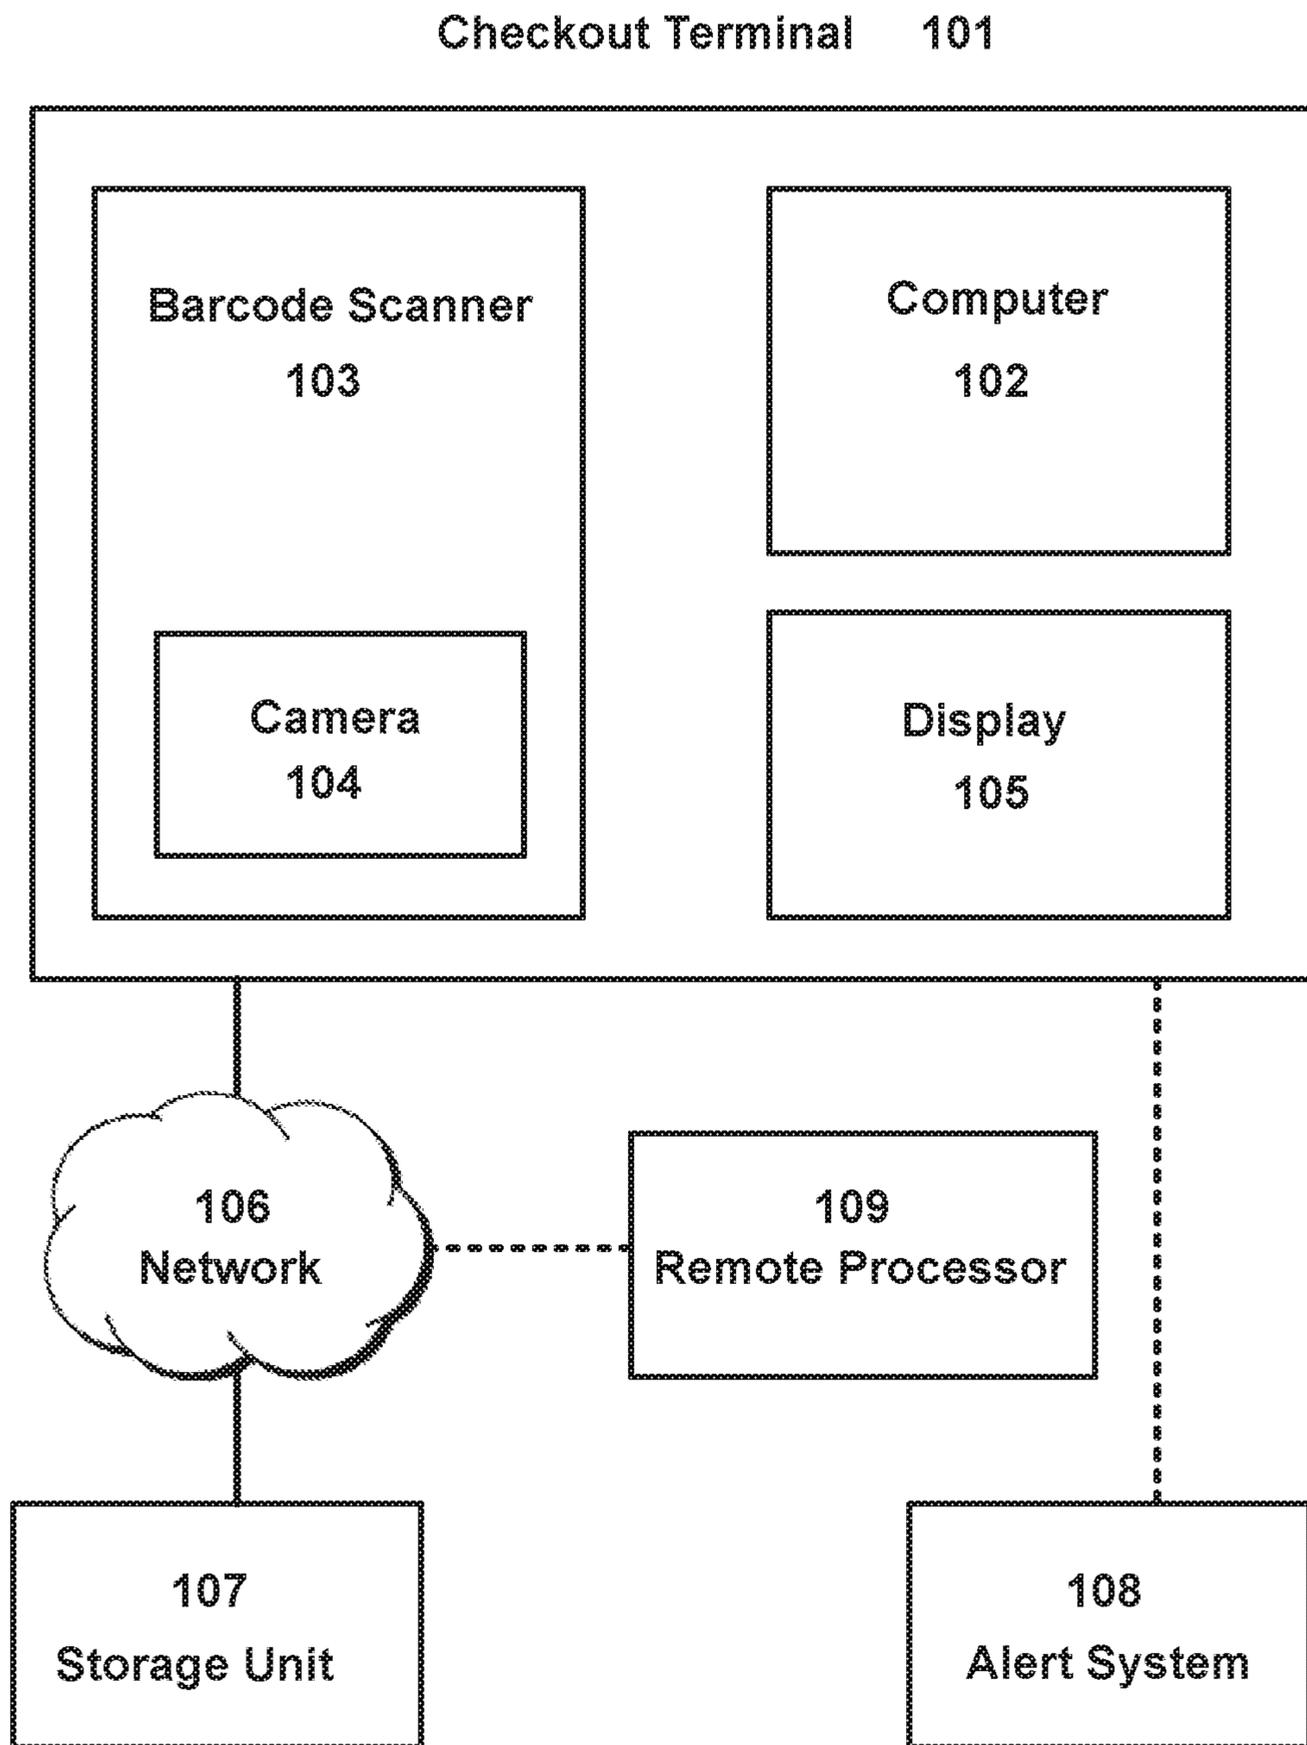 Checkout Terminal 101
Barcode Scanner
103
Computer
102
Camera
104
Display
105
106
Network
109
Remote Processor
107
Storage Unit
108
Alert System